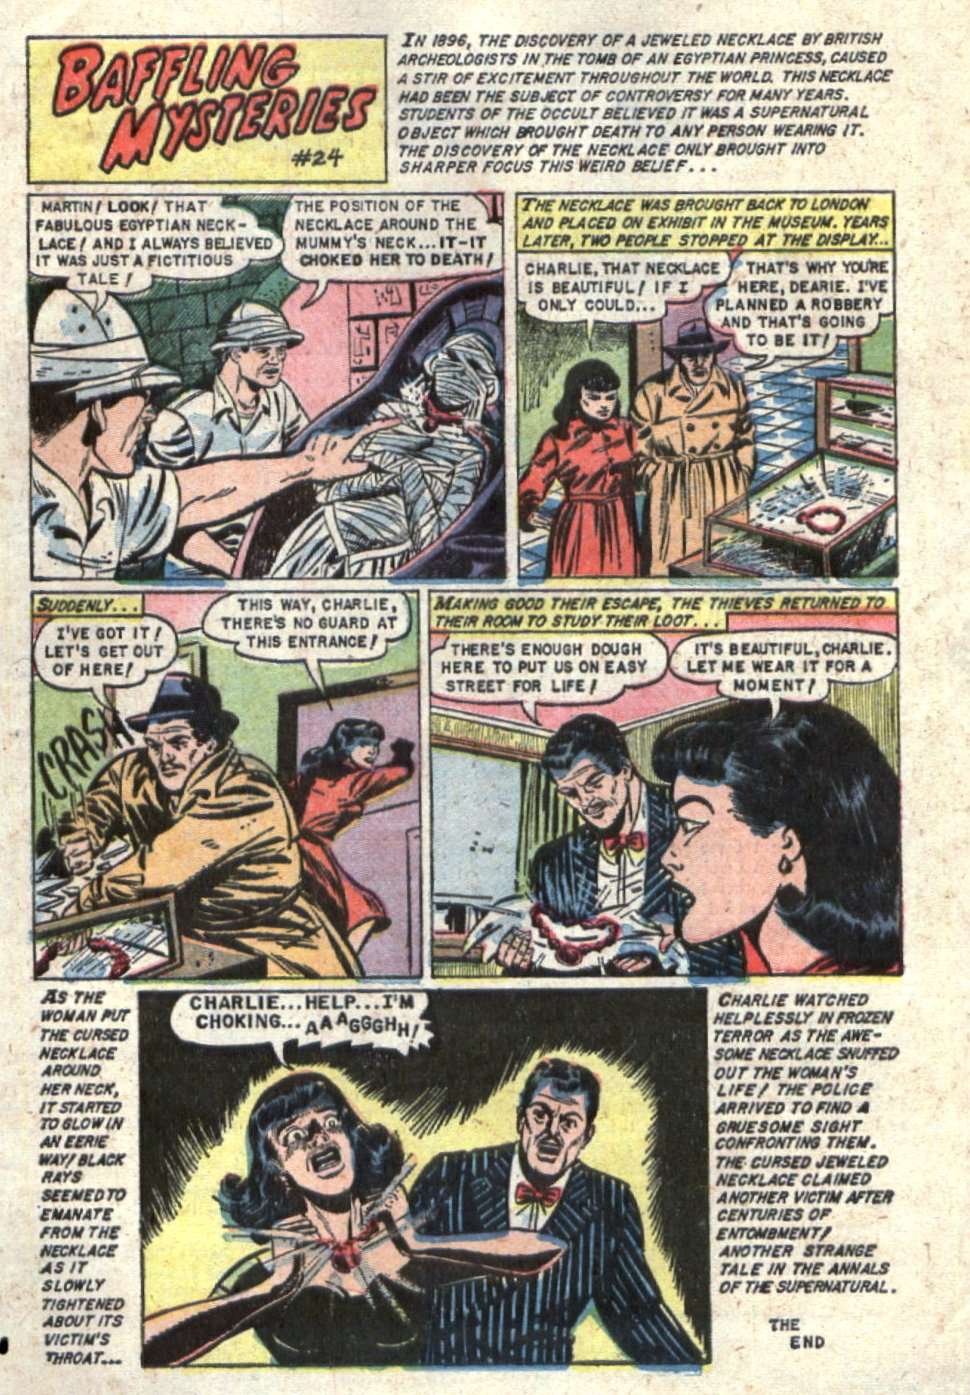 BAFFLING
MYSTERIES
#24
IN 1896, THE DISCOVERY OF A JEWELED NECKLACE BY BRITISH
ARCHEOLOGISTS IN THE TOMB OF AN EGYPTIAN PRINCESS, CAUSED
A STIR OF EXCITEMENT THROUGHOUT THE WORLD. THIS NECKLACE
HAD BEEN THE SUBJECT OF CONTROVERSY FOR MANY YEARS.
STUDENTS OF THE OCCULT BELIEVED IT WAS A SUPERNATURAL
OBJECT WHICH BROUGHT DEATH TO ANY PERSON WEARING IT.
THE DISCOVERY OF THE NECKLACE ONLY BROUGHT INTO
SHARPER FOCUS THIS WEIRD BELIEF...
MARTIN! LOOK! THAT
FABULOUS EGYPTIAN NECK-
LACE! AND I ALWAYS BELIEVED
IT WAS JUST A FICTITIOUS
TALE!
THE POSITION OF THE
NECKLACE AROUND THE
MUMMY'S NECK...IT-IT
CHOKED HER TO DEATH!
THE NECKLACE WAS BROUGHT BACK TO LONDON
AND PLACED ON EXHIBIT IN THE MUSEUM. YEARS
LATER, TWO PEOPLE STOPPED AT THE DISPLAY...
CHARLIE, THAT NECKLACE
IS BEAUTIFUL! IF I
ONLY COULD...
THAT'S WHY YOU'RE
HERE, DEARIE. I'VE
PLANNED A ROBBERY
AND THAT'S GOING
TO BE IT!
SUDDENLY...
I'VE GOT IT!
LET'S GET OUT
OF HERE!
THIS WAY, CHARLIE,
THERE'S NO GUARD AT
THIS ENTRANCE!
CRASH
MAKING GOOD THEIR ESCAPE, THE THIEVES RETURNED TO
THEIR ROOM TO STUDY THEIR LOOT...
THERE'S ENOUGH DOUGH
HERE TO PUT US ON EASY
STREET FOR LIFE!
IT'S BEAUTIFUL, CHARLIE.
LET ME WEAR IT FOR A
MOMENT!
AS THE
WOMAN PUT
THE CURSED
NECKLACE
AROUND
HER NECK,
IT STARTED
TO GLOW IN
AN EERIE
WAY! BLACK
RAYS
SEEMED TO
EMANATE
FROM THE
NECKLACE
AS IT
SLOWLY
TIGHTENED
ABOUT ITS
VICTIM'S
THROAT...
CHARLIE...HELP...I'M
CHOKING...AAAGGGHH!
CHARLIE WATCHED
HELPLESSLY IN FROZEN
TERROR AS THE AWE-
SOME NECKLACE SNUFFED
OUT THE WOMAN'S
LIFE! THE POLICE
ARRIVED TO FIND A
GRUESOME SIGHT
CONFRONTING THEM.
THE CURSED JEWELED
NECKLACE CLAIMED
ANOTHER VICTIM AFTER
CENTURIES OF
ENTOMBMENT!
ANOTHER STRANGE
TALE IN THE ANNALS
OF THE SUPERNATURAL.
THE
END